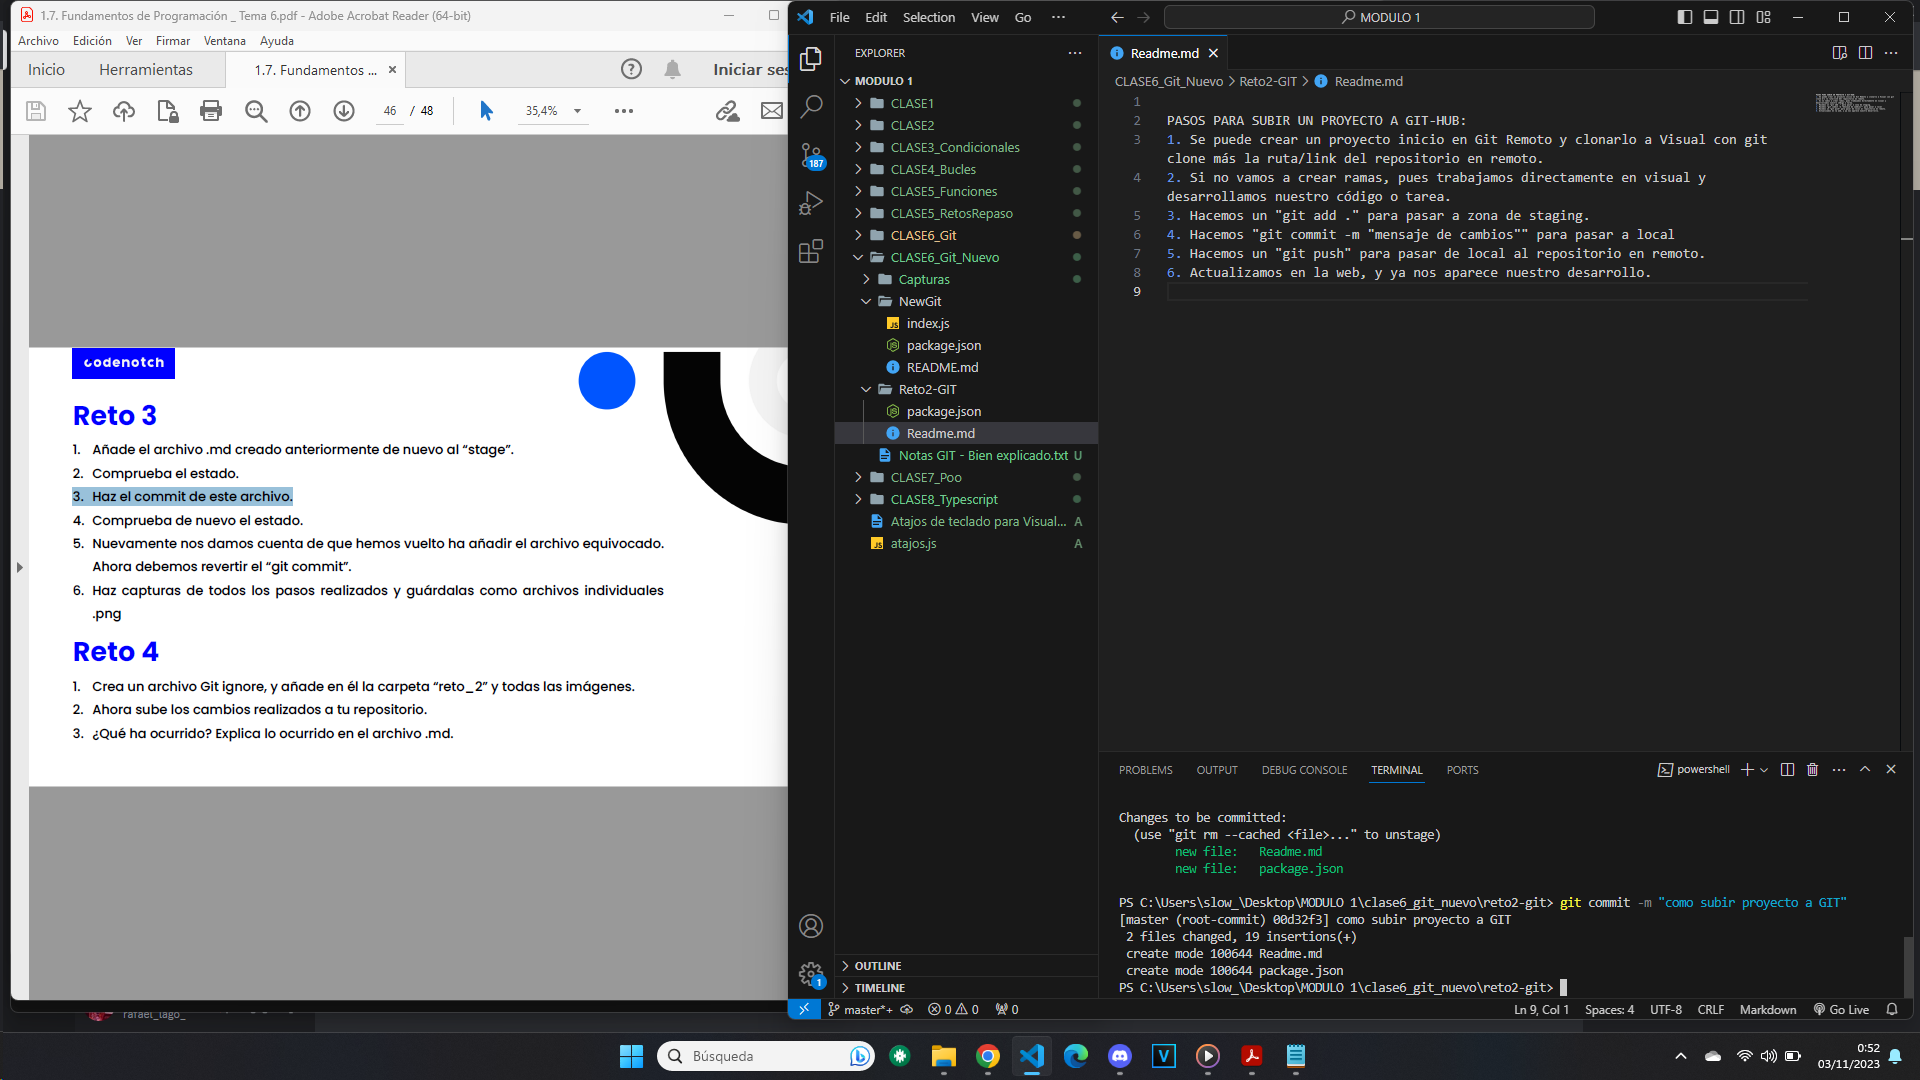 1.7. Fundamentos de Programación _ Tema 6.pdf - Adobe Acrobat Reader (64-bit)
Archivo Edición Ver Firmar Ventana Ayuda
Inicio Herramientas 1.7. Fundamentos ... Iniciar ses
46 / 48 35,4%
codenotch
Reto 3
1. Añade el archivo .md creado anteriormente de nuevo al “stage”.
2. Comprueba el estado.
3. Haz el commit de este archivo.
4. Comprueba de nuevo el estado.
5. Nuevamente nos damos cuenta de que hemos vuelto ha añadir el archivo equivocado.
Ahora debemos revertir el “git commit”.
6. Haz capturas de todos los pasos realizados y guárdalas como archivos individuales
.png
Reto 4
1. Crea un archivo Git ignore, y añade en él la carpeta “reto_2” y todas las imágenes.
2. Ahora sube los cambios realizados a tu repositorio.
3. ¿Qué ha ocurrido? Explica lo ocurrido en el archivo .md.
rafael_lago_
File Edit Selection View Go ··· MODULO 1
EXPLORER
MODULO 1
CLASE1
CLASE2
CLASE3_Condicionales
187
CLASE4_Bucles
CLASE5_Funciones
CLASE5_RetosRepaso
CLASE6_Git
CLASE6_Git_Nuevo
Capturas
NewGit
JS index.js
package.json
README.md
Reto2-GIT
package.json
Readme.md
Notas GIT - Bien explicado.txt U
CLASE7_Poo
CLASE8_Typescript
Atajos de teclado para Visual... A
JS atajos.js A
OUTLINE
1
TIMELINE
Readme.md
CLASE6_Git_Nuevo > Reto2-GIT > Readme.md
1
2 PASOS PARA SUBIR UN PROYECTO A GIT-HUB:
3 1. Se puede crear un proyecto inicio en Git Remoto y clonarlo a Visual con git
clone más la ruta/link del repositorio en remoto.
4 2. Si no vamos a crear ramas, pues trabajamos directamente en visual y
desarrollamos nuestro código o tarea.
5 3. Hacemos un "git add ." para pasar a zona de staging.
6 4. Hacemos "git commit -m "mensaje de cambios"" para pasar a local
7 5. Hacemos un "git push" para pasar de local al repositorio en remoto.
8 6. Actualizamos en la web, y ya nos aparece nuestro desarrollo.
9
PROBLEMS OUTPUT DEBUG CONSOLE TERMINAL PORTS powershell
Changes to be committed:
(use "git rm --cached <file>..." to unstage)
new file: Readme.md
new file: package.json
PS C:\Users\slow_\Desktop\MODULO 1\clase6_git_nuevo\reto2-git> git commit -m "como subir proyecto a GIT"
[master (root-commit) 00d32f3] como subir proyecto a GIT
2 files changed, 19 insertions(+)
create mode 100644 Readme.md
create mode 100644 package.json
PS C:\Users\slow_\Desktop\MODULO 1\clase6_git_nuevo\reto2-git>
master*+ 0 0 0 Ln 9, Col 1 Spaces: 4 UTF-8 CRLF Markdown Go Live
Búsqueda
0:52
03/11/2023